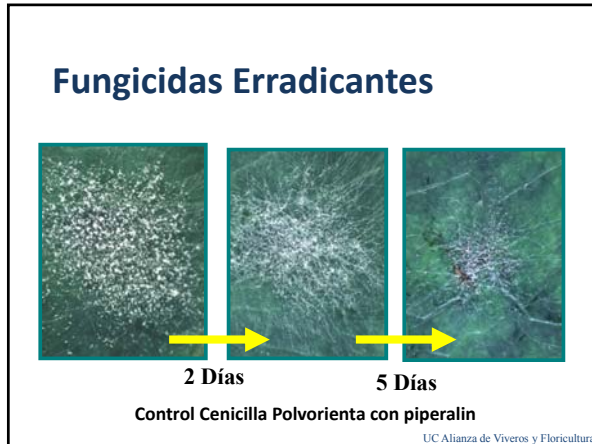 Fungicidas Erradicantes
2 Días
5 Días
Control Cenicilla Polvorienta con piperalin
UC Alianza de Viveros y Floricultura